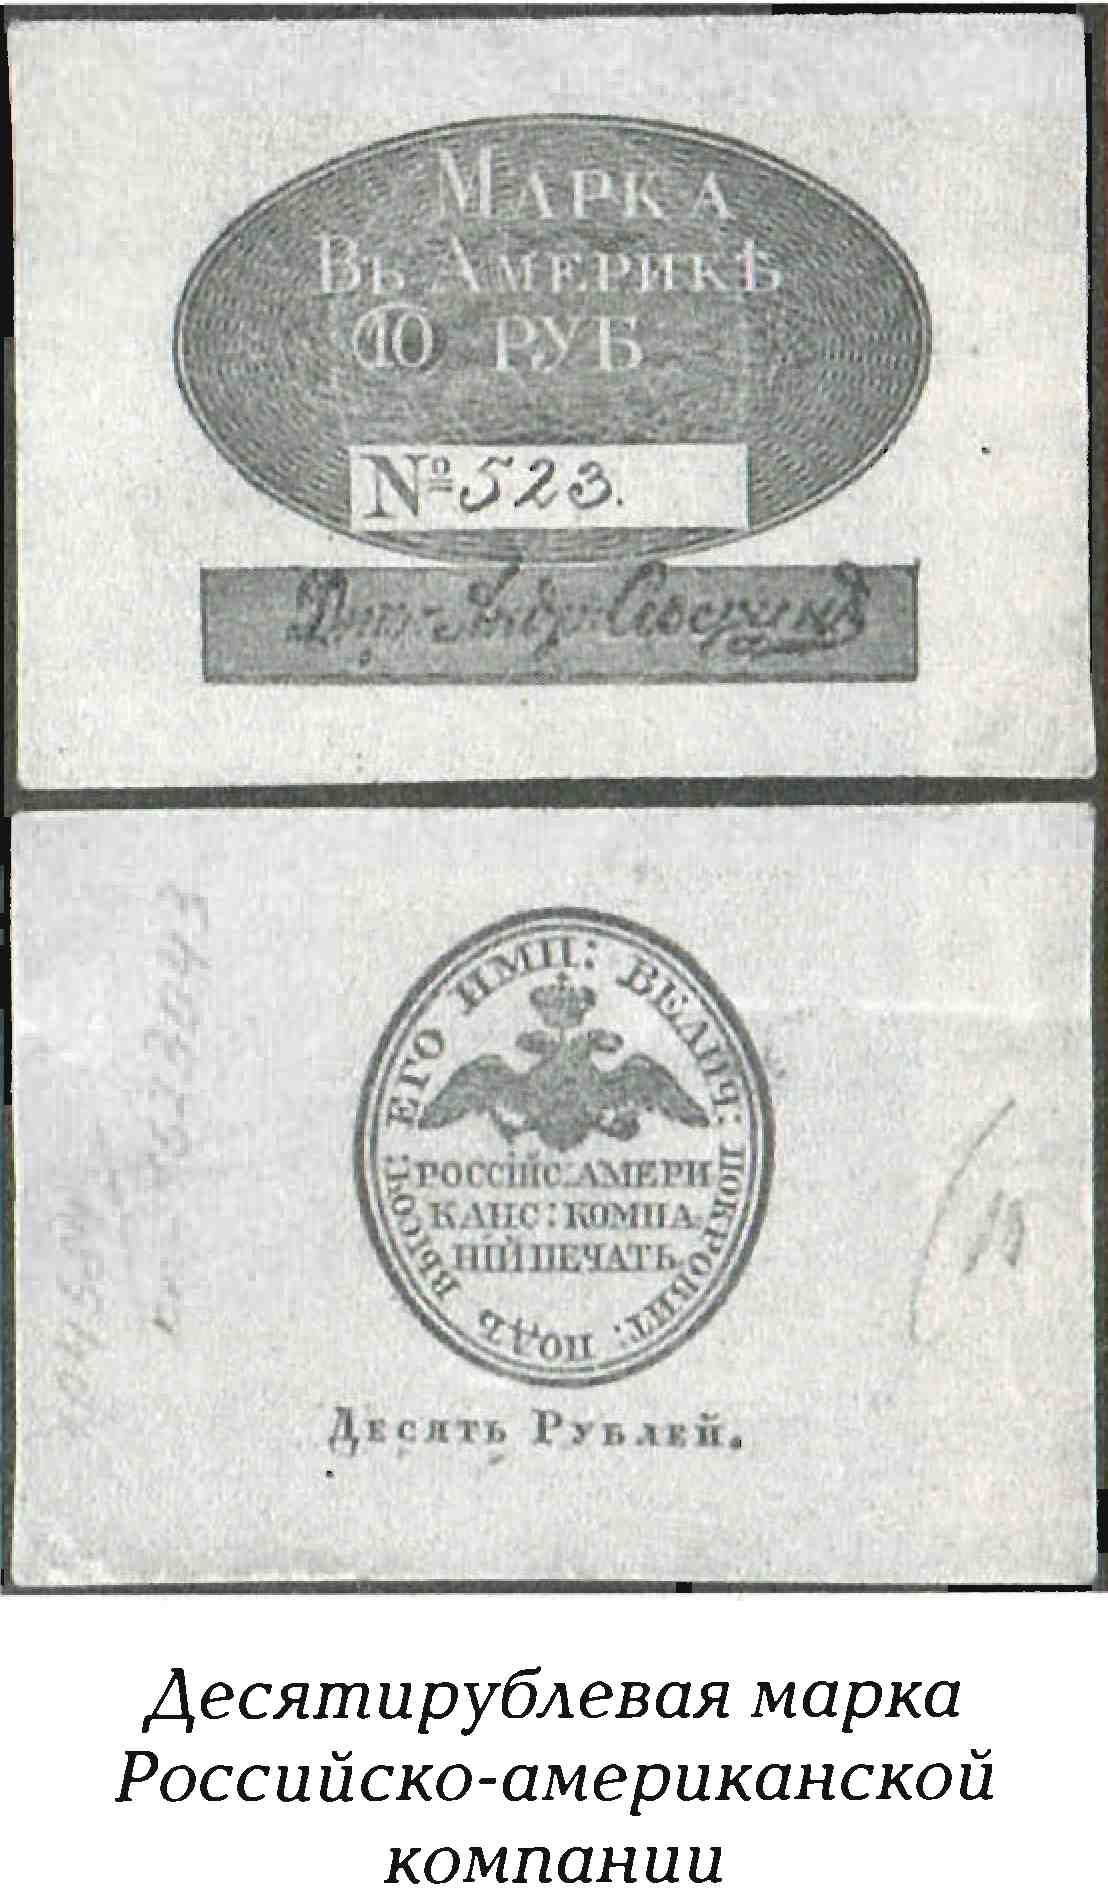 МАРКА
ВЪ АМЕРИКѢ
10 РУБ
№ 523.
ЕГО ИМП: ВЕЛИЧ: ПОКРОВИТ:
ПОДЪ ВЫСОЧ:
РОССІЙС: АМЕРИ
КАНС: КОМПА
НІЙ ПЕЧАТЬ
ДЕСЯТЬ РУБЛЕЙ.
Десятирублевая марка
Российско-американской
компании